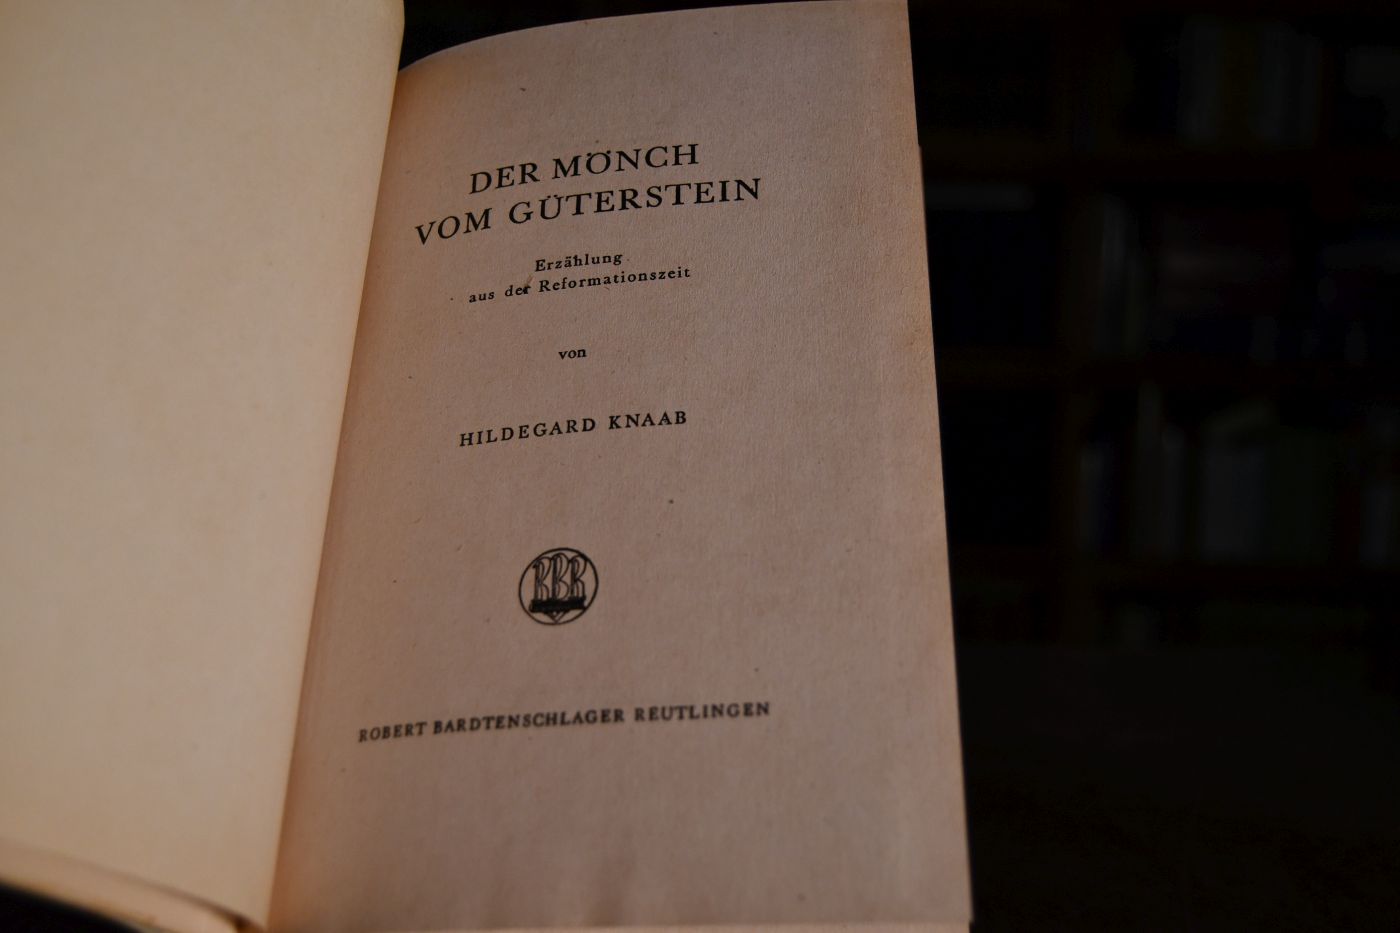 DER MÖNCH
VOM GÜTERSTEIN
Erzählung
aus der Reformationszeit
von
HILDEGARD KNAAB
RBR
ROBERT BARDTENSCHLAGER REUTLINGEN